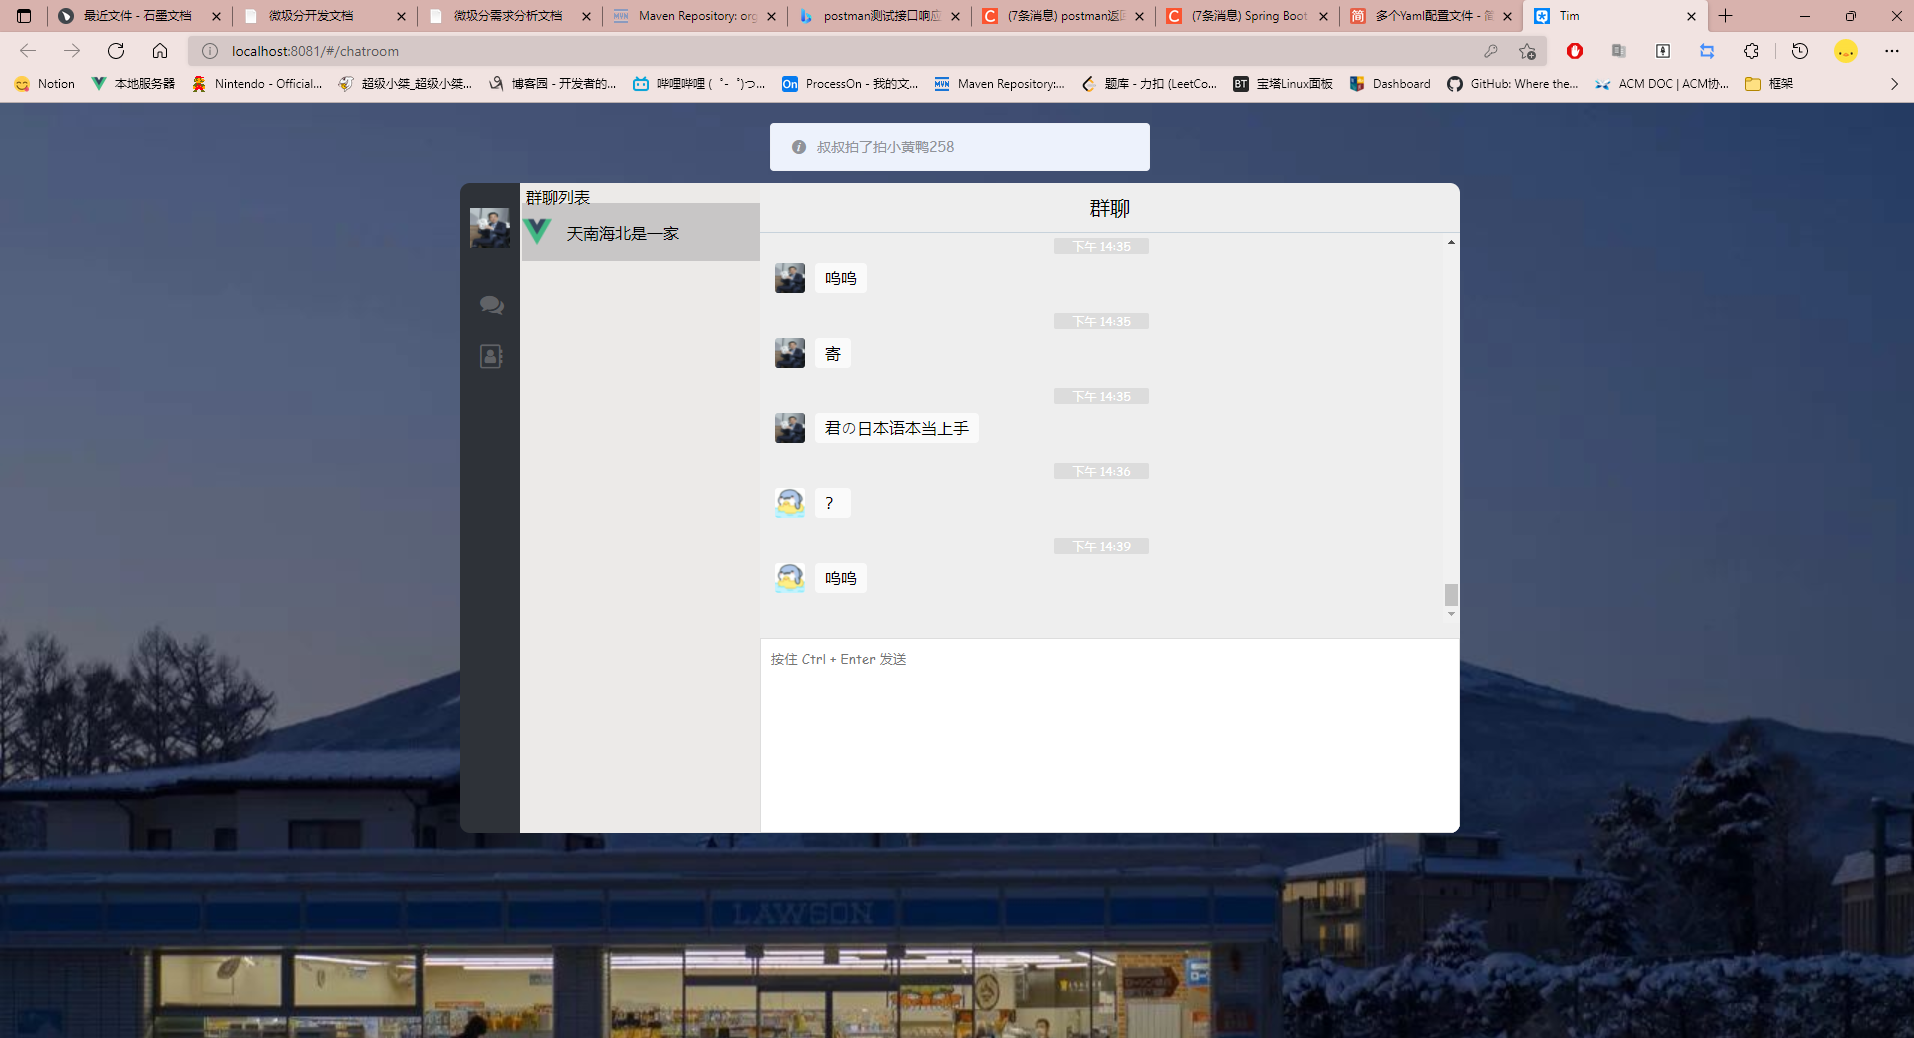 最近文件 - 石墨文档
微圾分开发文档
微圾分需求分析文档
Maven Repository: org
postman测试接口响应
(7条消息) postman返回
(7条消息) Spring Boot
多个Yaml配置文件 - 简
Tim
localhost:8081/#/chatroom
Notion
本地服务器
Nintendo - Official...
超级小桀_超级小桀...
博客园 - 开发者的...
哔哩哔哩 (゜-゜)つ...
ProcessOn - 我的文...
Maven Repository:...
题库 - 力扣 (LeetCo...
宝塔Linux面板
Dashboard
GitHub: Where the...
ACM DOC | ACM协...
框架
叔叔拍了拍小黄鸭258
群聊列表
天南海北是一家
群聊
下午 14:35
呜呜
下午 14:35
寄
下午 14:35
君の日本语本当上手
下午 14:36
?
下午 14:39
呜呜
按住 Ctrl + Enter 发送
LAWSON